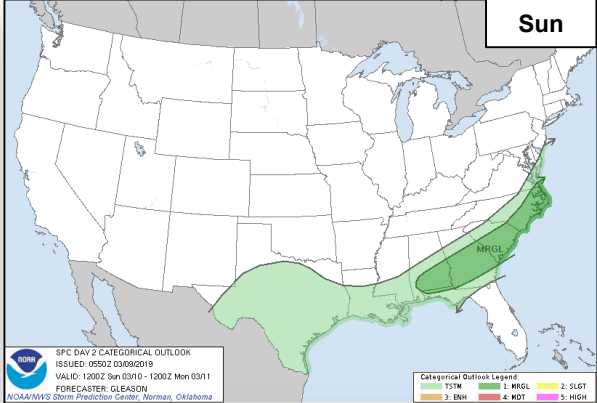 Sun
MRGL
SPC DAY 2 CATEGORICAL OUTLOOK
ISSUED: 0550Z 03/09/2019
VALID: 1200Z Sun 03/10 - 1200Z Mon 03/11
FORECASTER: GLEASON
NOAA/NWS Storm Prediction Center, Norman, Oklahoma
NOAA
Categorical Outlook Legend:
TSTM 1: MRGL 2: SLGT
3: ENH 4: MDT 5: HIGH